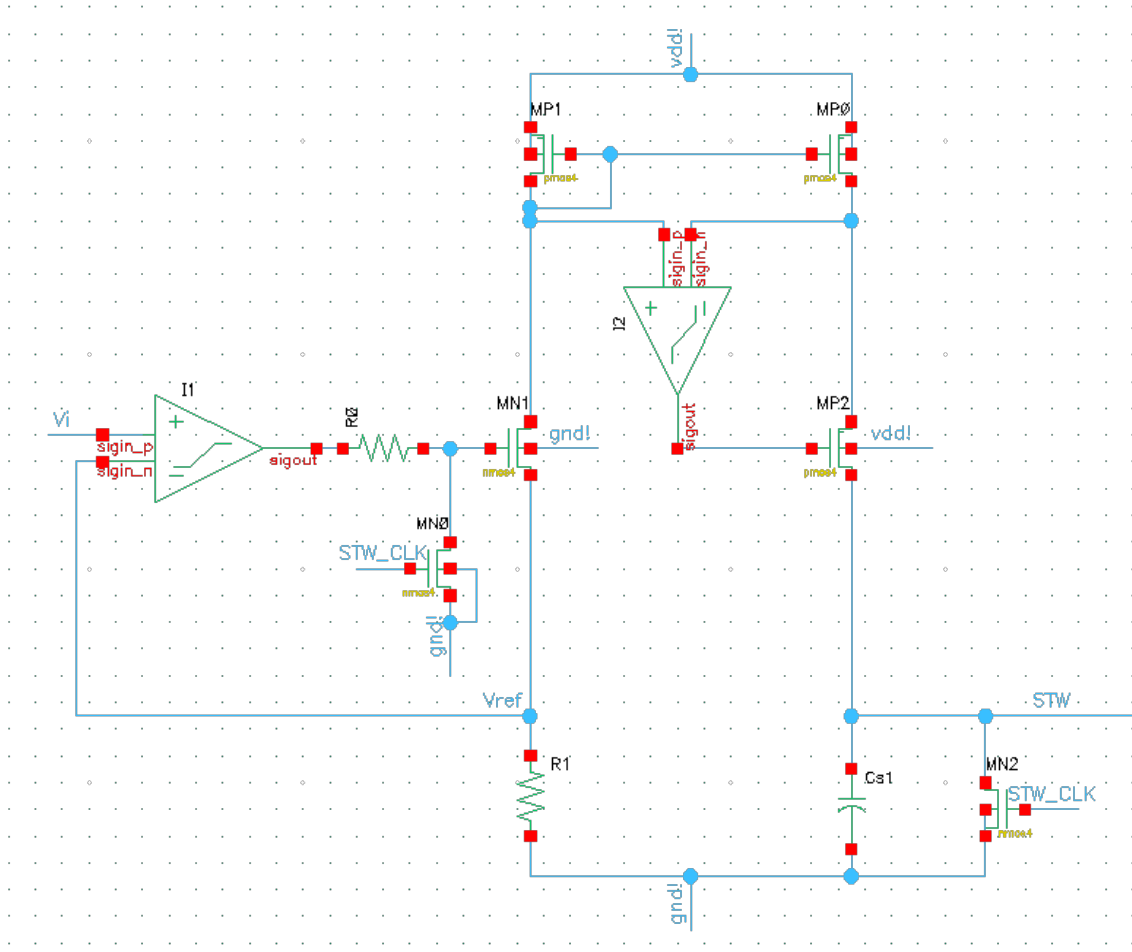 vdd!
MP1
MPØ
pmos4
pmos4
sigin_p
sigin_n
+
I2
I1
RØ
MN1
MP2
Vi
+
gnd!
sigout
vdd!
sigin_p
sigout
sigin_n
nmos4
pmos4
MNØ
STW_CLK
nmos4
gnd!
Vref
STW
R1
Cs1
MN2
STW_CLK
nmos4
gnd!